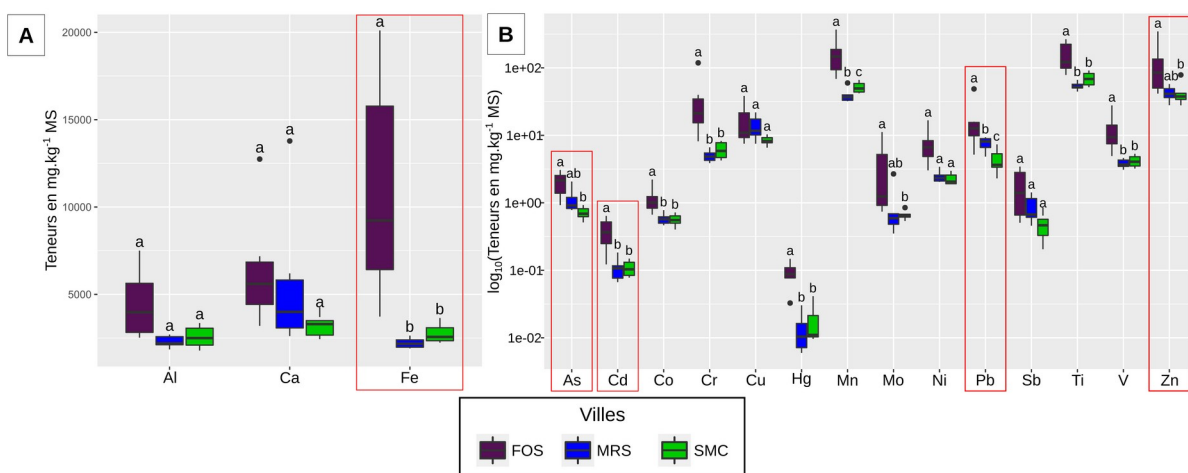 A
Teneurs en mg.kg⁻¹ MS
20000
15000
10000
5000
a a a
a a a
a b b
Al Ca Fe
B
log₁₀(Teneurs en mg.kg⁻¹ MS)
1e+02
1e+01
1e+00
1e-01
1e-02
a ab b
a b b
a b b
a b b
a a a
a b b
a b c
a ab b
a a a
a b c
a a a
a b b
a b b
a ab b
As Cd Co Cr Cu Hg Mn Mo Ni Pb Sb Ti V Zn
Villes
FOS MRS SMC